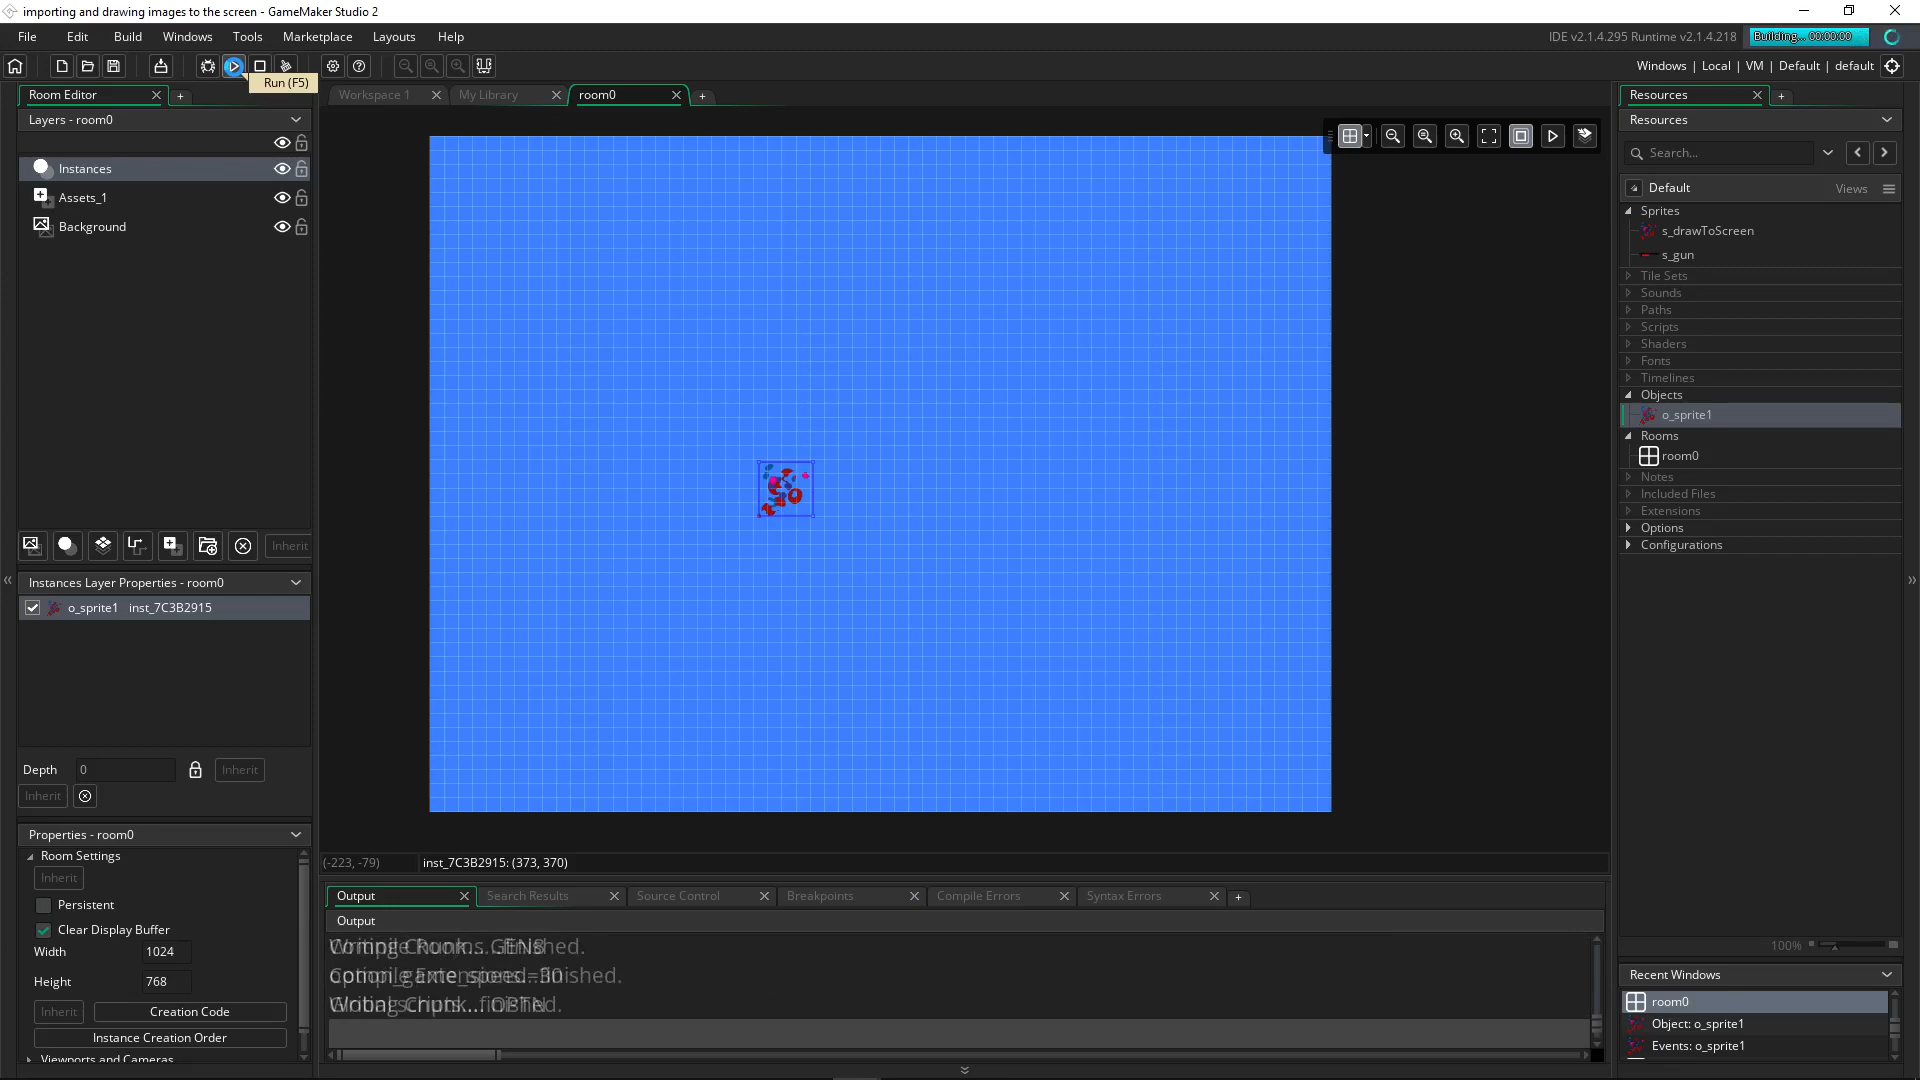 importing and drawing images to the screen - GameMaker Studio 2
File Edit Build Windows Tools Marketplace Layouts Help
IDE v2.1.4.295 Runtime v2.1.4.218 Building... 00:00:00
Run (F5)
Windows | Local | VM | Default | default
Room Editor
Workspace 1 My Library room0
Resources
Layers - room0
Resources
Search...
Instances
Assets_1
Background
Default Views
Sprites
s_drawToScreen
s_gun
Tile Sets
Sounds
Paths
Scripts
Shaders
Fonts
Timelines
Objects
o_sprite1
Rooms
room0
Notes
Included Files
Extensions
Options
Configurations
Inherit
Instances Layer Properties - room0
o_sprite1 inst_7C3B2915
Depth 0 Inherit
Inherit
Properties - room0
Room Settings
Inherit
Persistent
Clear Display Buffer
Width 1024
Height 768
Inherit Creation Code
Instance Creation Order
Viewports and Cameras
(-223, -79) inst_7C3B2915: (373, 370)
Output Search Results Source Control Breakpoints Compile Errors Syntax Errors
Output
100%
Recent Windows
room0
Object: o_sprite1
Events: o_sprite1